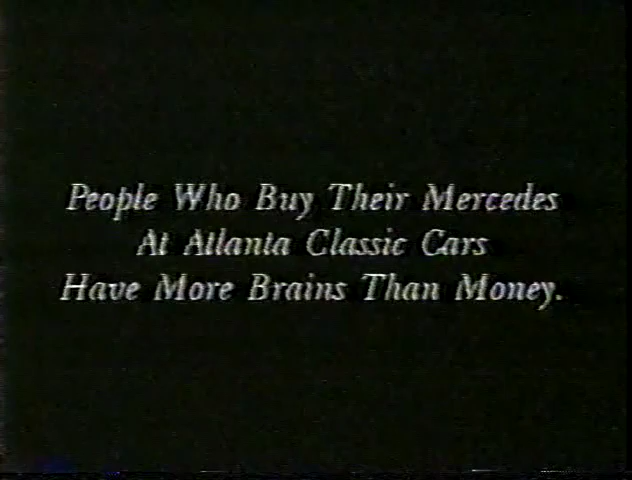 People Who Buy Their Mercedes
At Atlanta Classic Cars
Have More Brains Than Money.